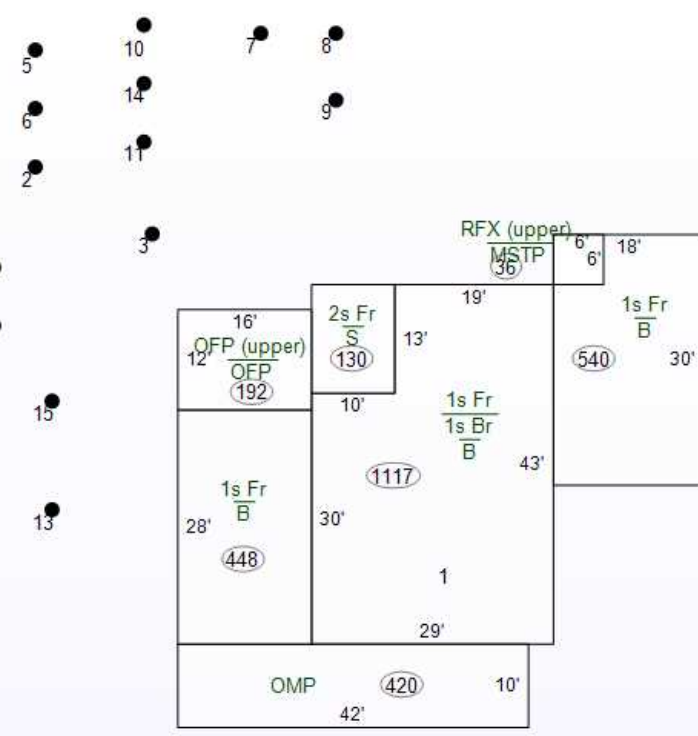 10
7
8
5
14
9
6
11
2
3
RFX (upper)
MSTP
36
6'
6'
18'
19'
16'
2s Fr
S
130
13'
1s Fr
B
540
30'
OFP (upper)
OFP
12'
192
10'
15
1s Fr
1s Br
B
43'
1117
1s Fr
B
28'
448
30'
13
1
29'
OMP
420
10'
42'